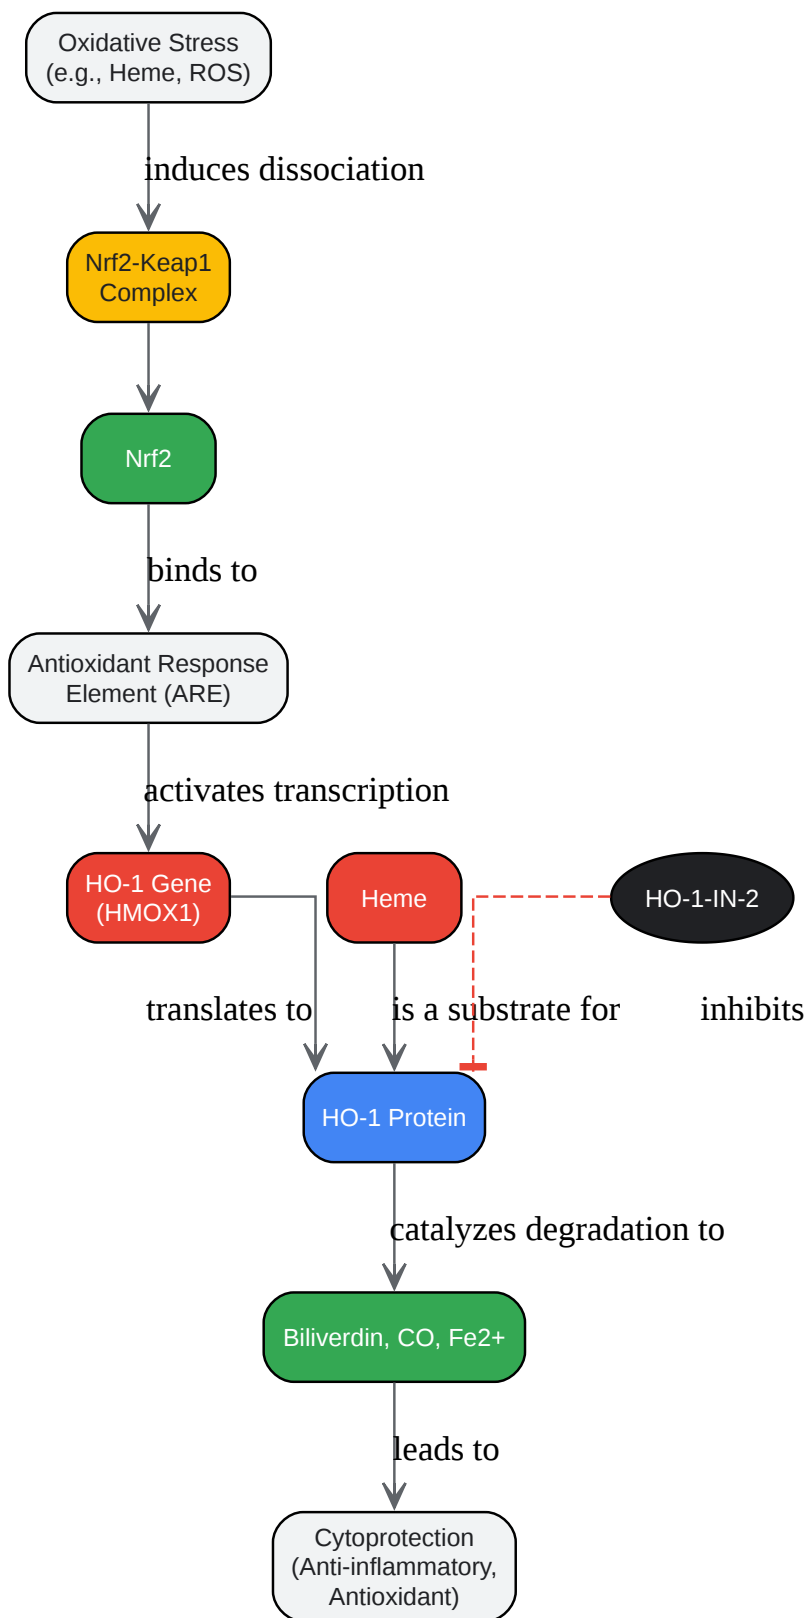 Oxidative Stress
(e.g., Heme, ROS)
induces dissociation
Nrf2-Keap1
Complex
Nrf2
binds to
Antioxidant Response
Element (ARE)
activates transcription
HO-1 Gene
(HMOX1)
Heme
HO-1-IN-2
translates to
is a substrate for
inhibits
HO-1 Protein
catalyzes degradation to
Biliverdin, CO, Fe2+
leads to
Cytoprotection
(Anti-inflammatory,
Antioxidant)